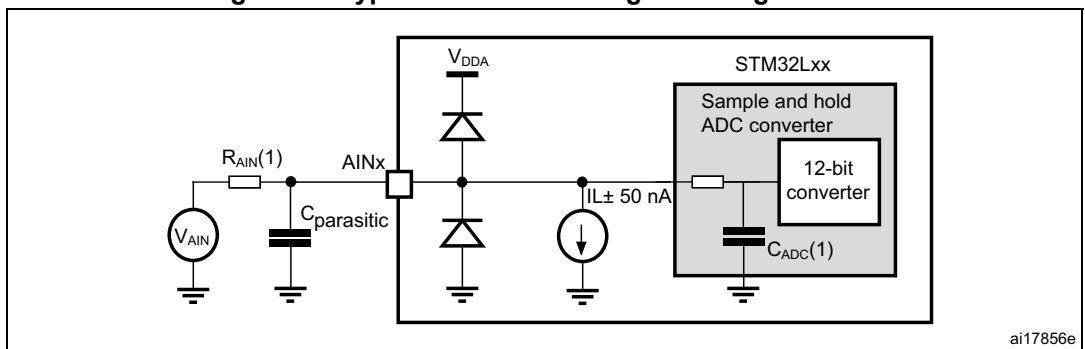 V_DDA
STM32Lxx
Sample and hold
ADC converter
R_AIN(1)
AINx
12-bit
converter
IL± 50 nA
C_parasitic
V_AIN
C_ADC(1)
ai17856e